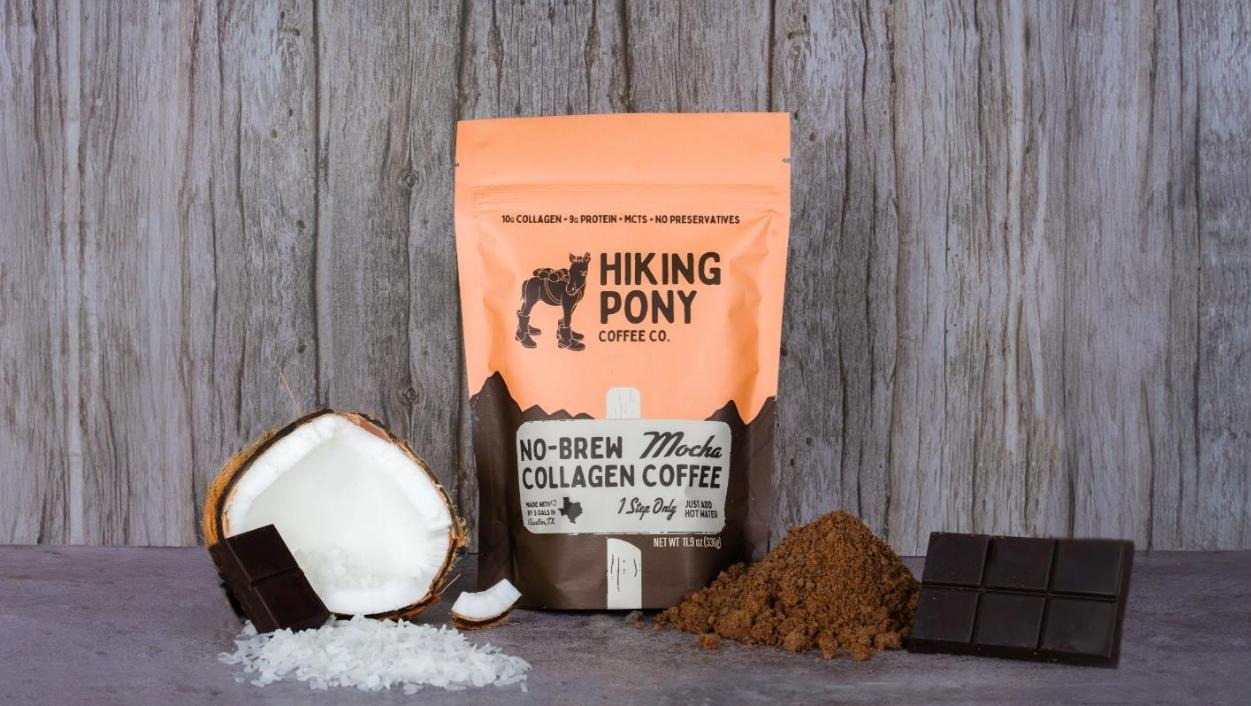 10G COLLAGEN • 9G PROTEIN • MCTS • NO PRESERVATIVES
HIKING
PONY
COFFEE CO.
NO-BREW Mocha
COLLAGEN COFFEE
MADE WITH ♡
BY 3 GALS IN
Austin, TX
1 Step Only
JUST ADD
HOT WATER
NET WT 11.9 oz (336g)